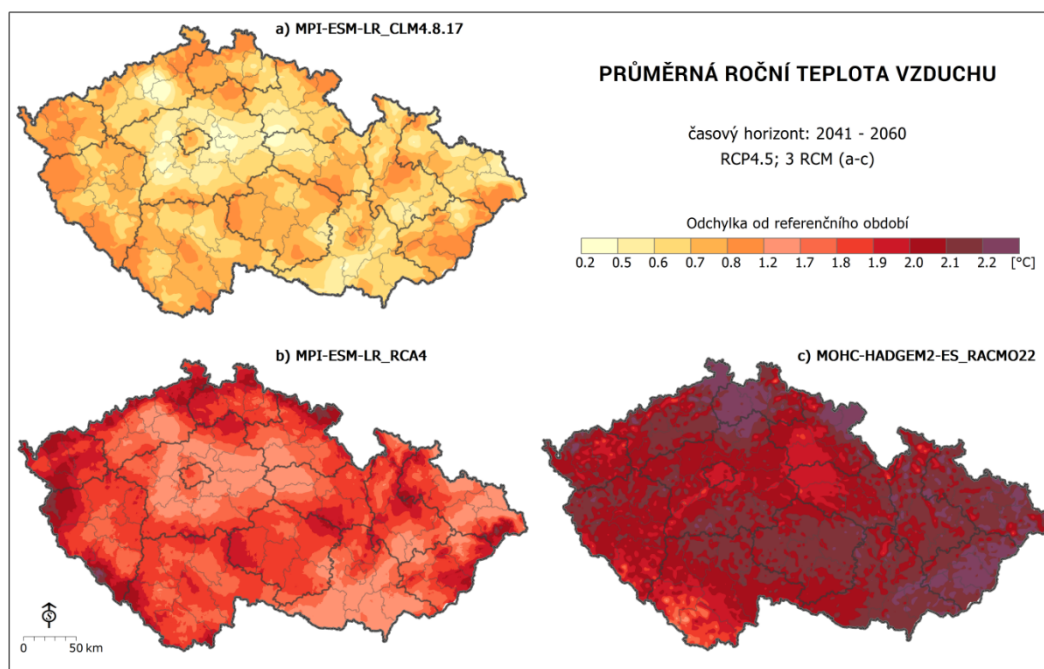 a) MPI-ESM-LR_CLM4.8.17
PRŮMĚRNÁ ROČNÍ TEPLOTA VZDUCHU
časový horizont: 2041 - 2060
RCP4.5; 3 RCM (a-c)
Odchylka od referenčního období
0.2 0.5 0.6 0.7 0.8 1.2 1.7 1.8 1.9 2.0 2.1 2.2 [°C]
b) MPI-ESM-LR_RCA4
c) MOHC-HADGEM2-ES_RACMO22
0 50 km